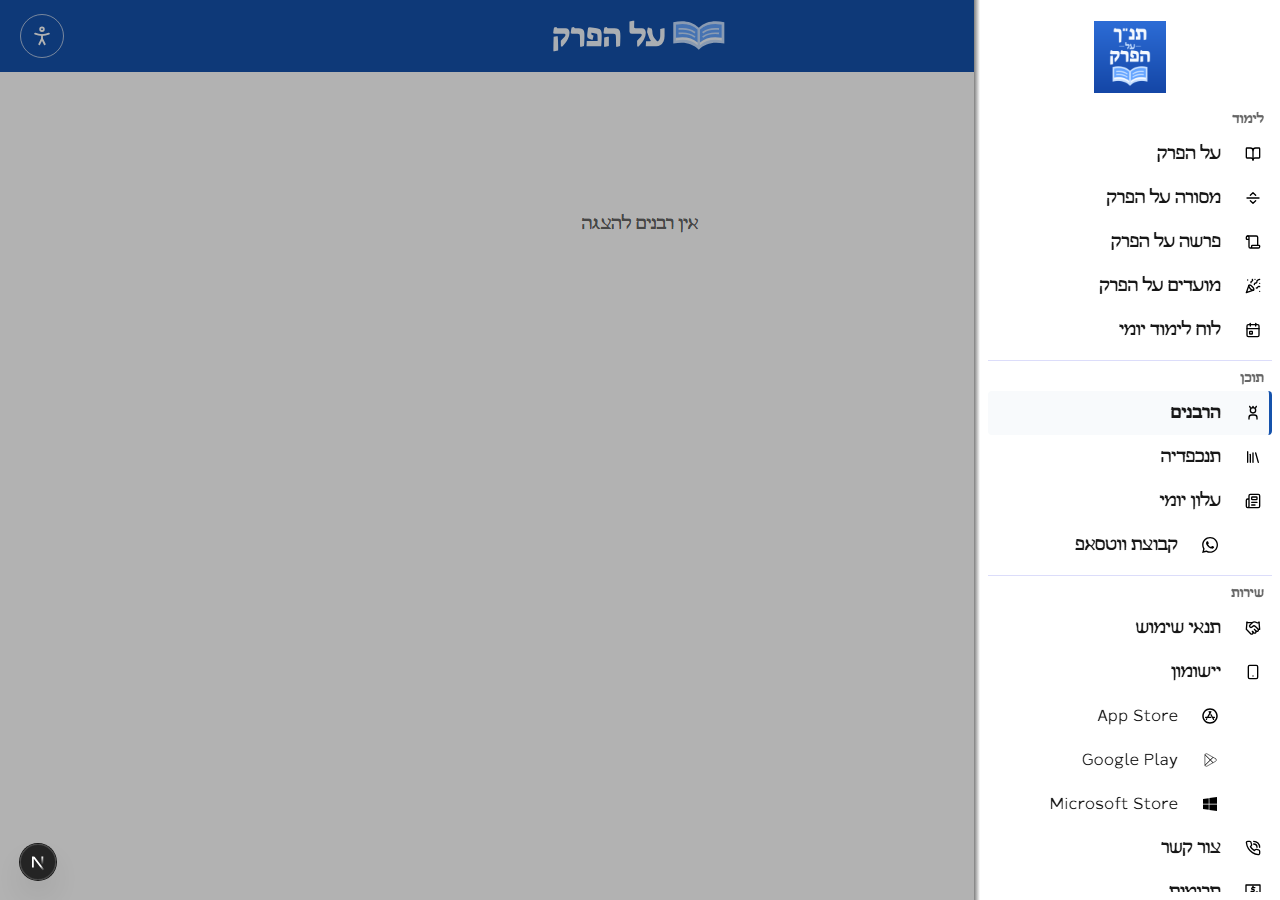 על הפרק
אין רבנים להצגה
תנ"ך
על
הפרק
לימוד
על הפרק
מסורה על הפרק
פרשה על הפרק
מועדים על הפרק
לוח לימוד יומי
תוכן
הרבנים
תנכפדיה
עלון יומי
קבוצת ווטסאפ
שירות
תנאי שימוש
יישומון
App Store
Google Play
Microsoft Store
צור קשר
תרומות
N